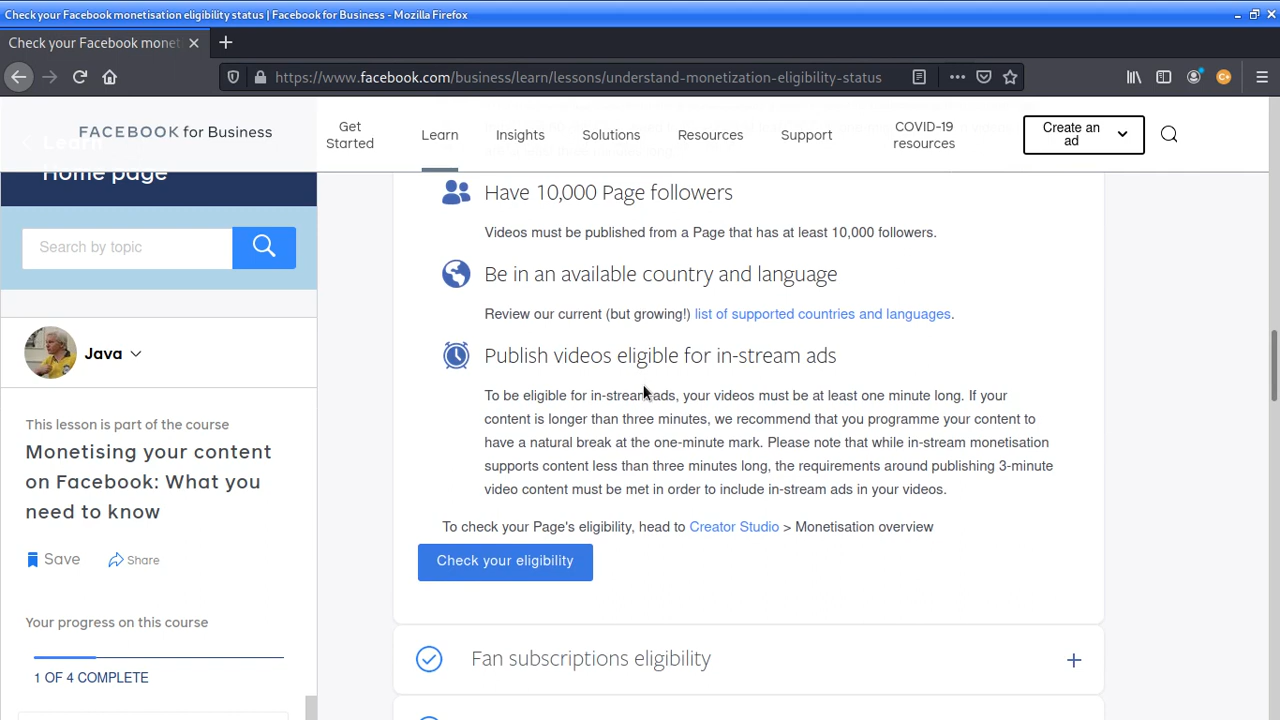 Check your Facebook monetisation eligibility status | Facebook for Business - Mozilla Firefox
Check your Facebook monet
https://www.facebook.com/business/learn/lessons/understand-monetization-eligibility-status
FACEBOOK for Business
Get Started
Learn
Insights
Solutions
Resources
Support
COVID-19 resources
Create an ad
Learn
Home page
Search by topic
Java
This lesson is part of the course
Monetising your content
on Facebook: What you
need to know
Save
Share
Your progress on this course
1 OF 4 COMPLETE
Have 10,000 Page followers
Videos must be published from a Page that has at least 10,000 followers.
Be in an available country and language
Review our current (but growing!) list of supported countries and languages.
Publish videos eligible for in-stream ads
To be eligible for in-stream ads, your videos must be at least one minute long. If your
content is longer than three minutes, we recommend that you programme your content to
have a natural break at the one-minute mark. Please note that while in-stream monetisation
supports content less than three minutes long, the requirements around publishing 3-minute
video content must be met in order to include in-stream ads in your videos.
To check your Page's eligibility, head to Creator Studio > Monetisation overview
Check your eligibility
Fan subscriptions eligibility